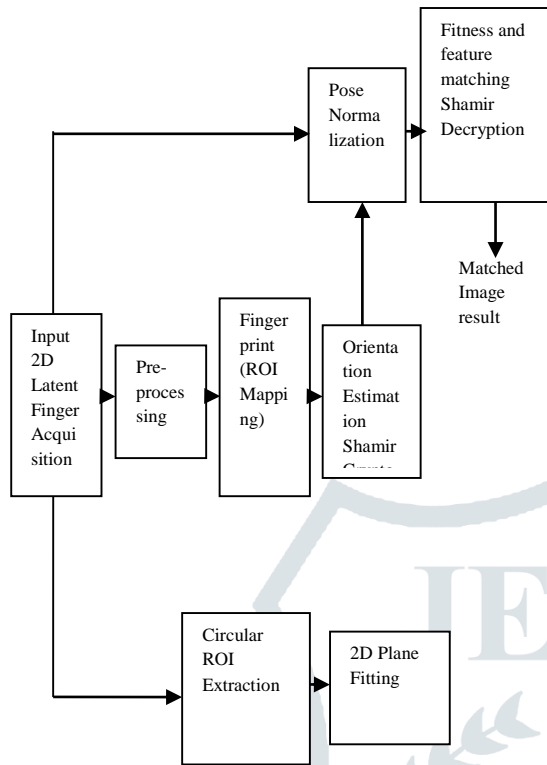 Fitness and
feature
matching
Shamir
Decryption
Pose
Norma
lization
Matched
Image
result
Input
2D
Latent
Finger
Acqui
sition
Pre-
proces
sing
Finger
print
(ROI
Mappi
ng)
Orienta
tion
Estimat
ion
Shamir
Circular
ROI
Extraction
2D Plane
Fitting
IE